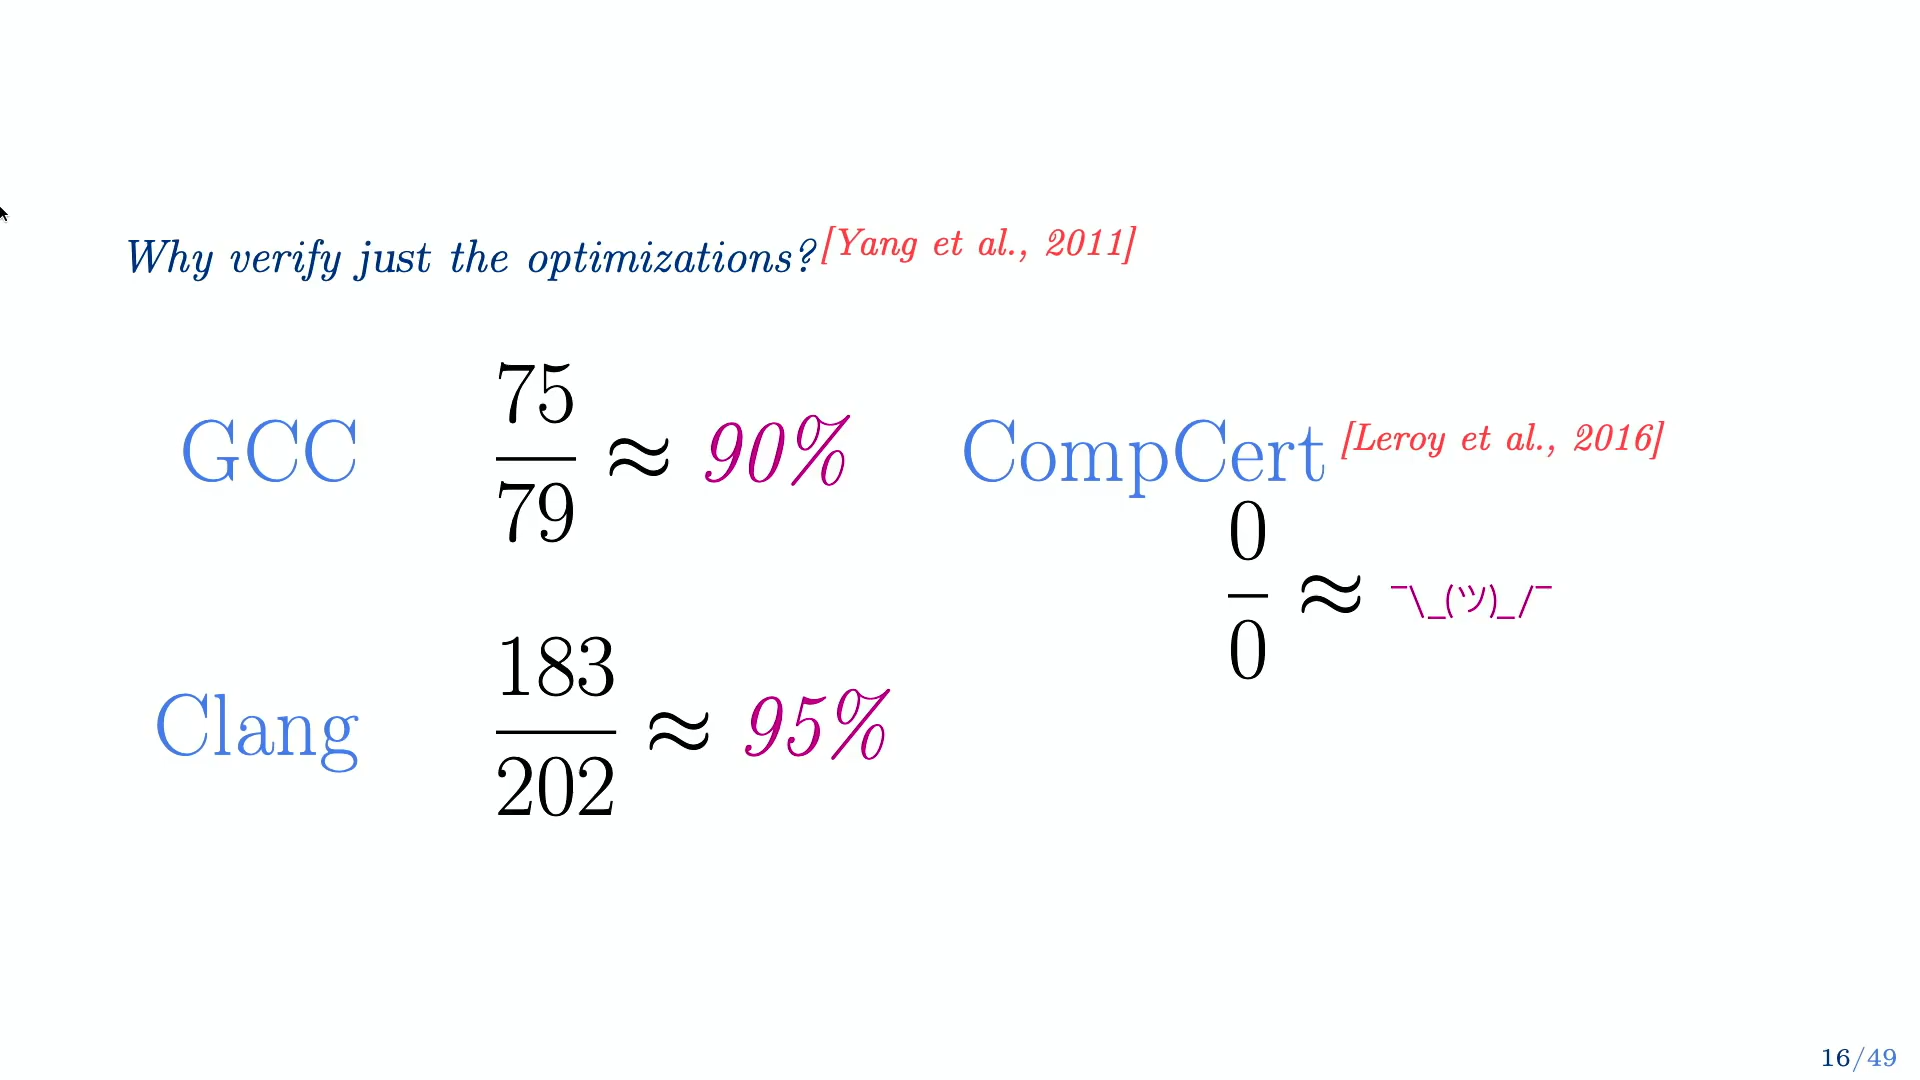 Why verify just the optimizations?[Yang et al., 2011]
GCC 75/79 ≈ 90%
Clang 183/202 ≈ 95%
CompCert [Leroy et al., 2016]
0/0 ≈ ¯\_(ツ)_/¯
16/49